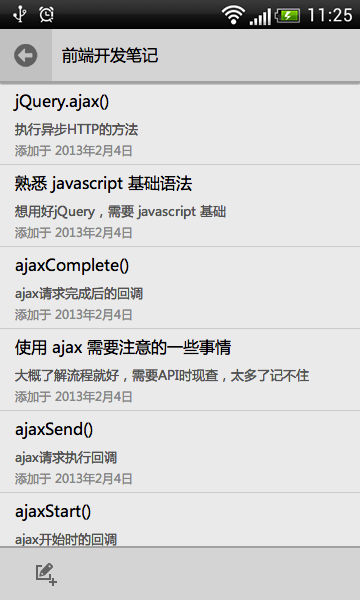 11:25
前端开发笔记
jQuery.ajax()
执行异步HTTP的方法
添加于 2013年2月4日
熟悉 javascript 基础语法
想用好jQuery，需要 javascript 基础
添加于 2013年2月4日
ajaxComplete()
ajax请求完成后的回调
添加于 2013年2月4日
使用 ajax 需要注意的一些事情
大概了解流程就好，需要API时现查，太多了记不住
添加于 2013年2月4日
ajaxSend()
ajax请求执行回调
添加于 2013年2月4日
ajaxStart()
ajax开始时的回调